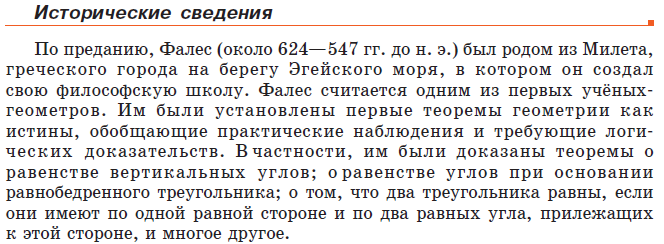 Исторические сведения
По преданию, Фалес (около 624—547 гг. до н. э.) был родом из Милета,
греческого города на берегу Эгейского моря, в котором он создал
свою философскую школу. Фалес считается одним из первых учёных-
геометров. Им были установлены первые теоремы геометрии как
истины, обобщающие практические наблюдения и требующие логи-
ческих доказательств. В частности, им были доказаны теоремы о
равенстве вертикальных углов; о равенстве углов при основании
равнобедренного треугольника; о том, что два треугольника равны, если
они имеют по одной равной стороне и по два равных угла, прилежащих
к этой стороне, и многое другое.